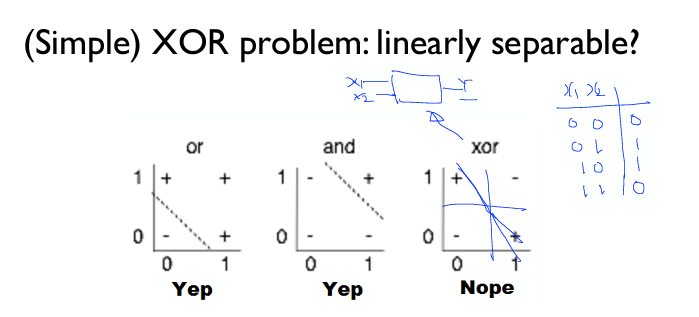 (Simple) XOR problem: linearly separable?
X1
X2
Y
x1 x2
0 0 0
0 1 1
1 0 1
1 1 0
or and xor
1 + + 1 - + 1 + -
0 - + 0 - - 0 - +
0 1 0 1 0 1
Yep Yep Nope